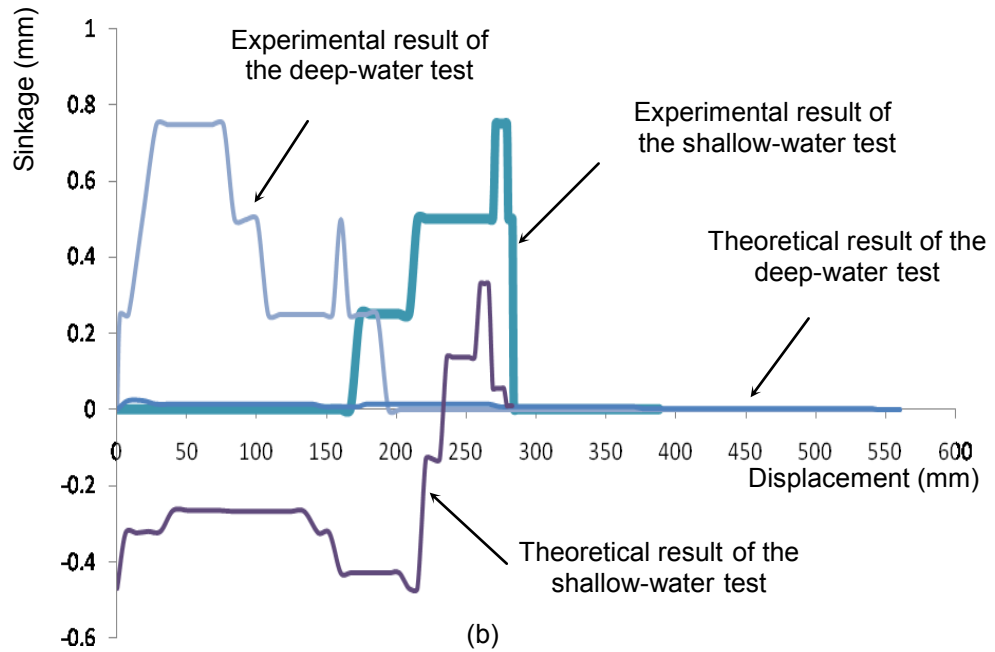 Sinkage (mm)
1
0.8
0.6
0.4
0.2
0
-0.2
-0.4
-0.6
Experimental result of
the deep-water test
Experimental result of
the shallow-water test
Theoretical result of the
deep-water test
0 50 100 150 200 250 300 350 400 450 500 550 600
Displacement (mm)
Theoretical result of the
shallow-water test
(b)